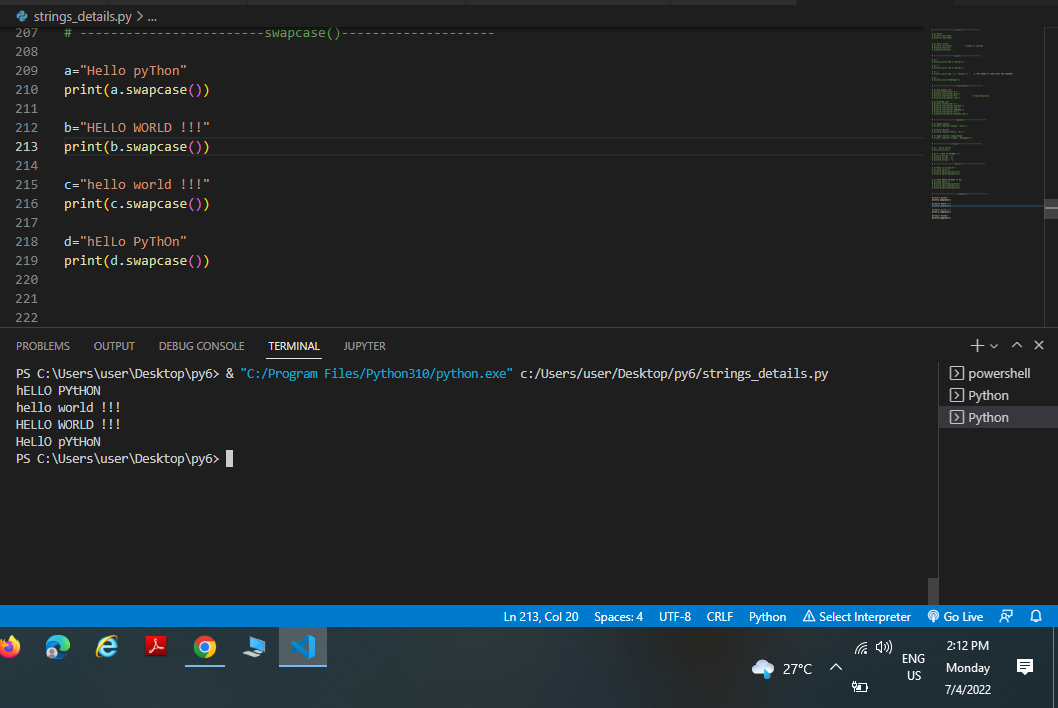 strings_details.py > ...
207 # ------------------------swapcase()--------------------
208
209 a="Hello pyThon"
210 print(a.swapcase())
211
212 b="HELLO WORLD !!!"
213 print(b.swapcase())
214
215 c="hello world !!!"
216 print(c.swapcase())
217
218 d="hElLo PyThOn"
219 print(d.swapcase())
220
221
222
PROBLEMS OUTPUT DEBUG CONSOLE TERMINAL JUPYTER
PS C:\Users\user\Desktop\py6> & "C:/Program Files/Python310/python.exe" c:/Users/user/Desktop/py6/strings_details.py
hELLO PYtHON
hello world !!!
HELLO WORLD !!!
HeLlO pYtHoN
PS C:\Users\user\Desktop\py6>
powershell
Python
Python
Ln 213, Col 20 Spaces: 4 UTF-8 CRLF Python Select Interpreter Go Live
27°C
ENG
US
2:12 PM
Monday
7/4/2022